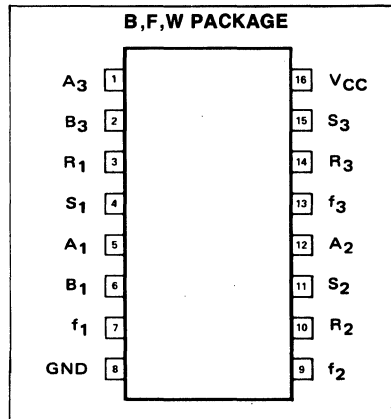 B,F,W PACKAGE
A3 1 16 VCC
B3 2 15 S3
R1 3 14 R3
S1 4 13 f3
A1 5 12 A2
B1 6 11 S2
f1 7 10 R2
GND 8 9 f2